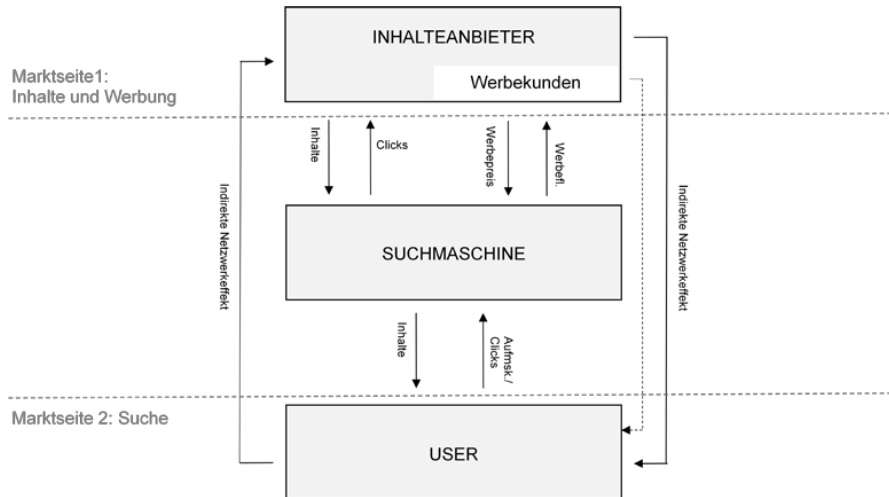 INHALTEANBIETER
Werbekunden
Marktseite1:
Inhalte und Werbung
Inhalte
Clicks
Werbepreis
Werbefl.
Indirekte Netzwerkeffekt
Indirekte Netzwerkeffekt
SUCHMASCHINE
Inhalte
Aufmsk./
Clicks
Marktseite 2: Suche
USER